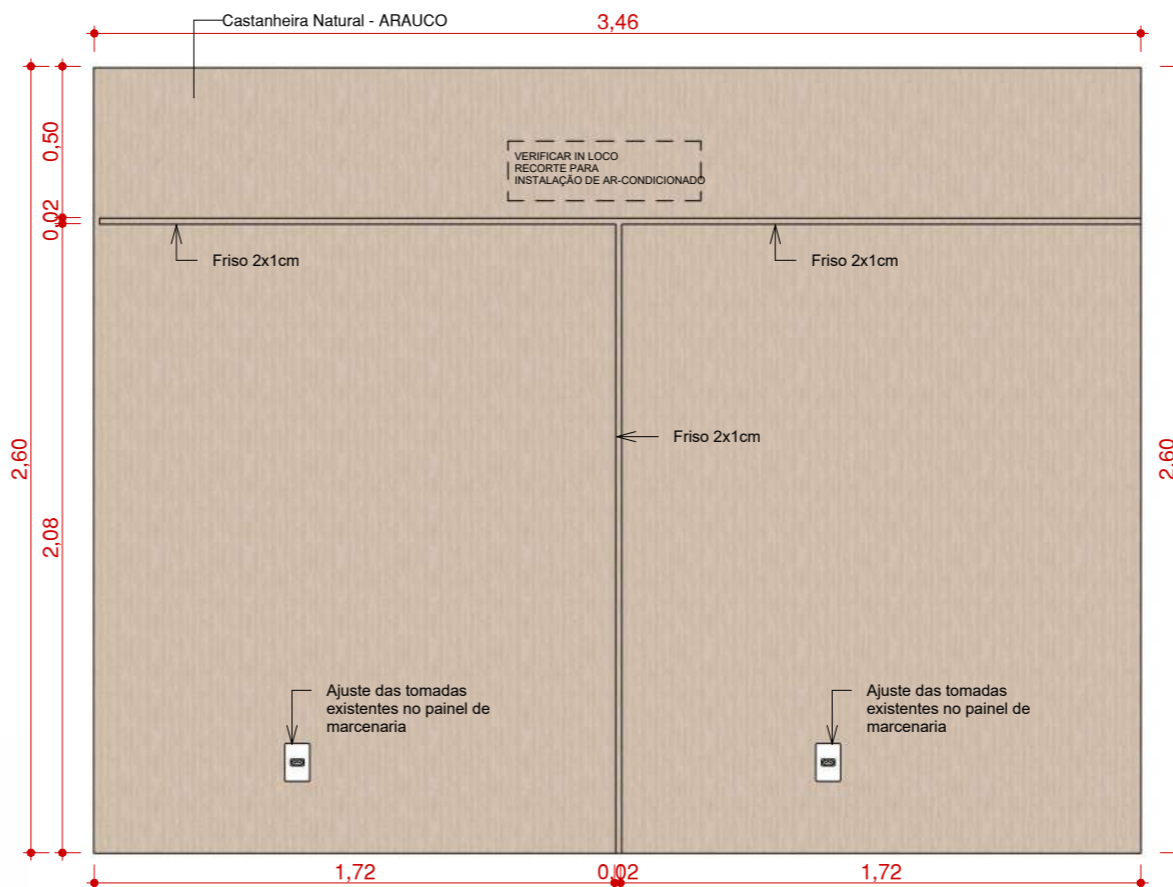 Castanheira Natural - ARAUCO
3,46
0,50
VERIFICAR IN LOCO
RECORTE PARA
INSTALAÇÃO DE AR-CONDICIONADO
0,02
Friso 2x1cm
Friso 2x1cm
Friso 2x1cm
2,60
2,60
2,08
Ajuste das tomadas
existentes no painel de
marcenaria
Ajuste das tomadas
existentes no painel de
marcenaria
1,72
0,02
1,72